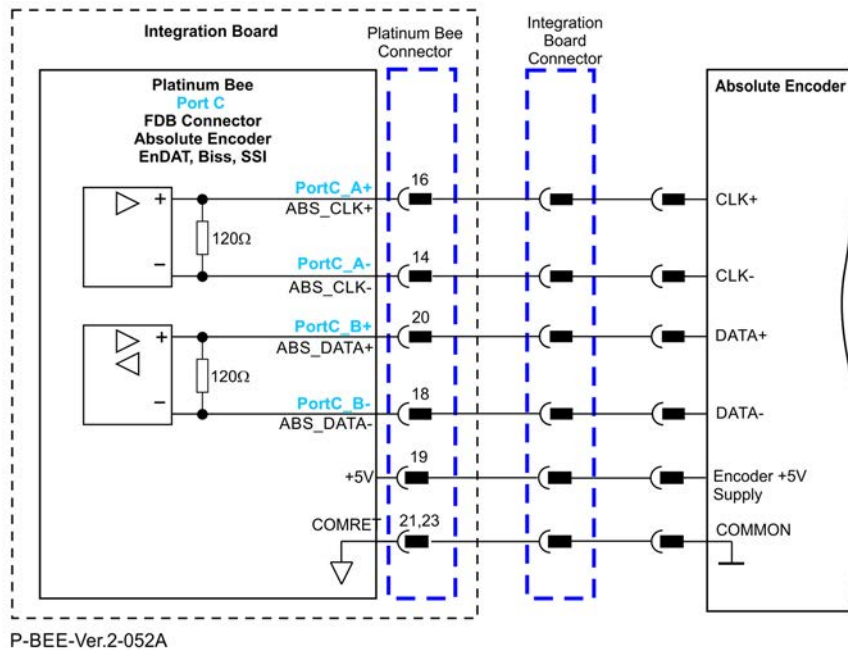 Integration Board
Platinum Bee
Connector
Integration
Board
Connector
Platinum Bee
Port C
FDB Connector
Absolute Encoder
EnDAT, Biss, SSI
Absolute Encoder
PortC_A+
16
+
ABS_CLK+
CLK+
120Ω
PortC_A-
14
−
ABS_CLK-
CLK-
PortC_B+
20
+
ABS_DATA+
DATA+
120Ω
PortC_B-
18
−
ABS_DATA-
DATA-
19
+5V
Encoder +5V
Supply
COMRET
21,23
COMMON
P-BEE-Ver.2-052A